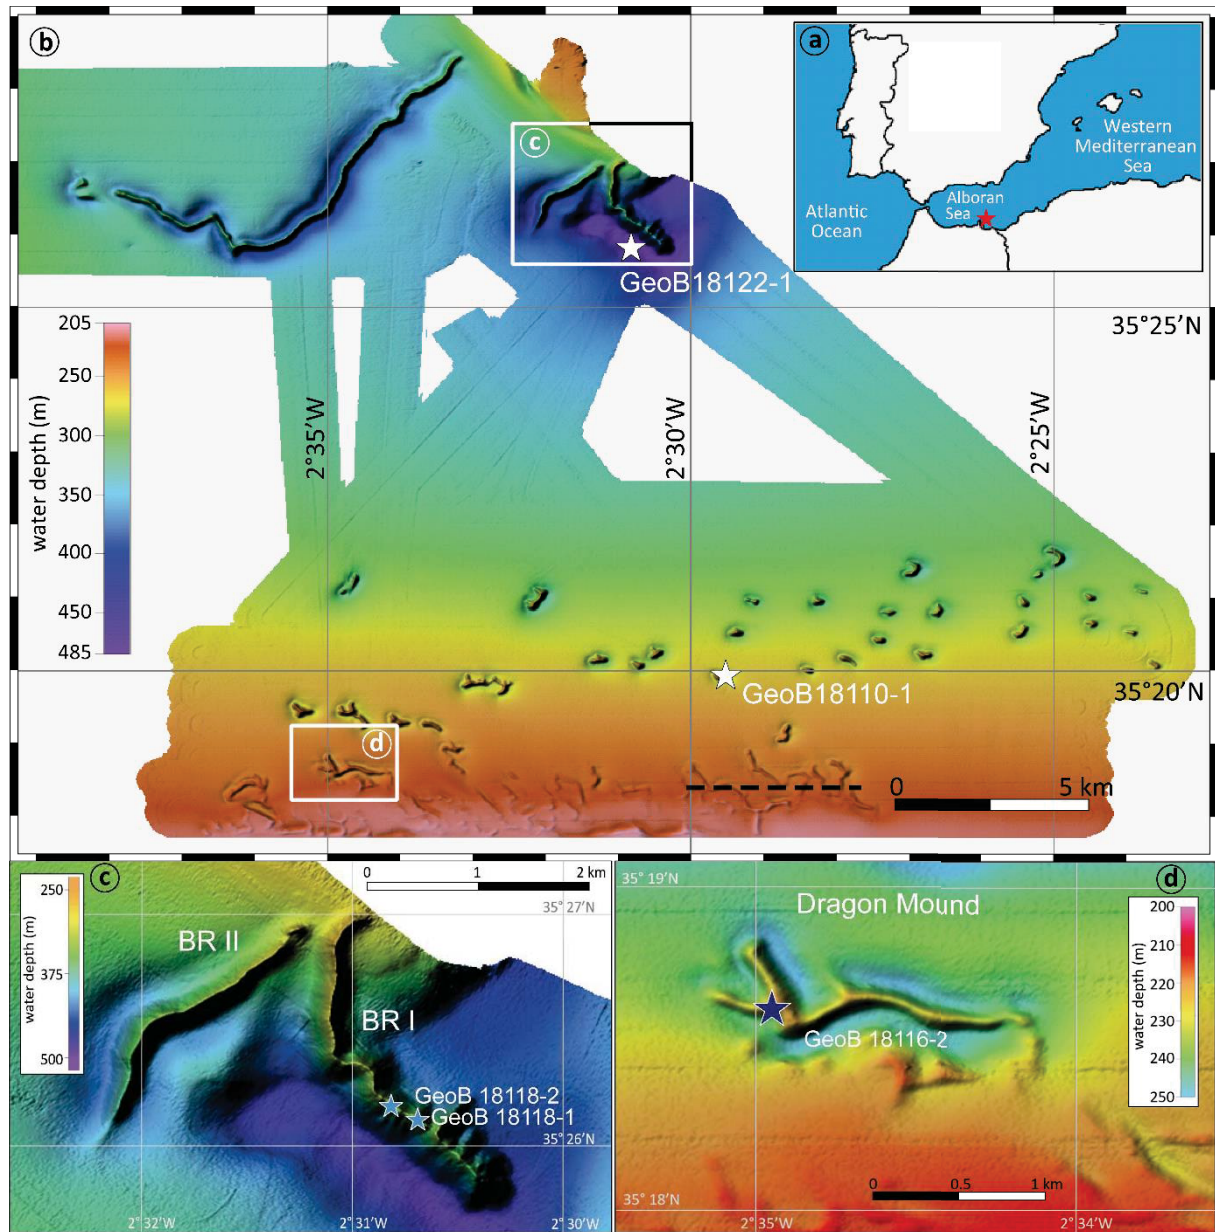 b
a
Western
Mediterranean
Sea
Alboran
Sea
Atlantic
Ocean
c
GeoB18122-1
35°25’N
water depth (m)
205
250
300
350
400
450
485
2°35’W
2°30’W
2°25’W
GeoB18110-1
35°20’N
d
0 5 km
c
250
375
500
water depth (m)
0 1 2 km
35° 27’N
BR II
BR I
GeoB 18118-2
GeoB 18118-1
35° 26’N
2° 32’W
2° 31’W
2° 30’W
d
35° 19’N
Dragon Mound
GeoB 18116-2
water depth (m)
200
210
220
230
240
250
0 0.5 1 km
35° 18’N
2° 35’W
2° 34’W